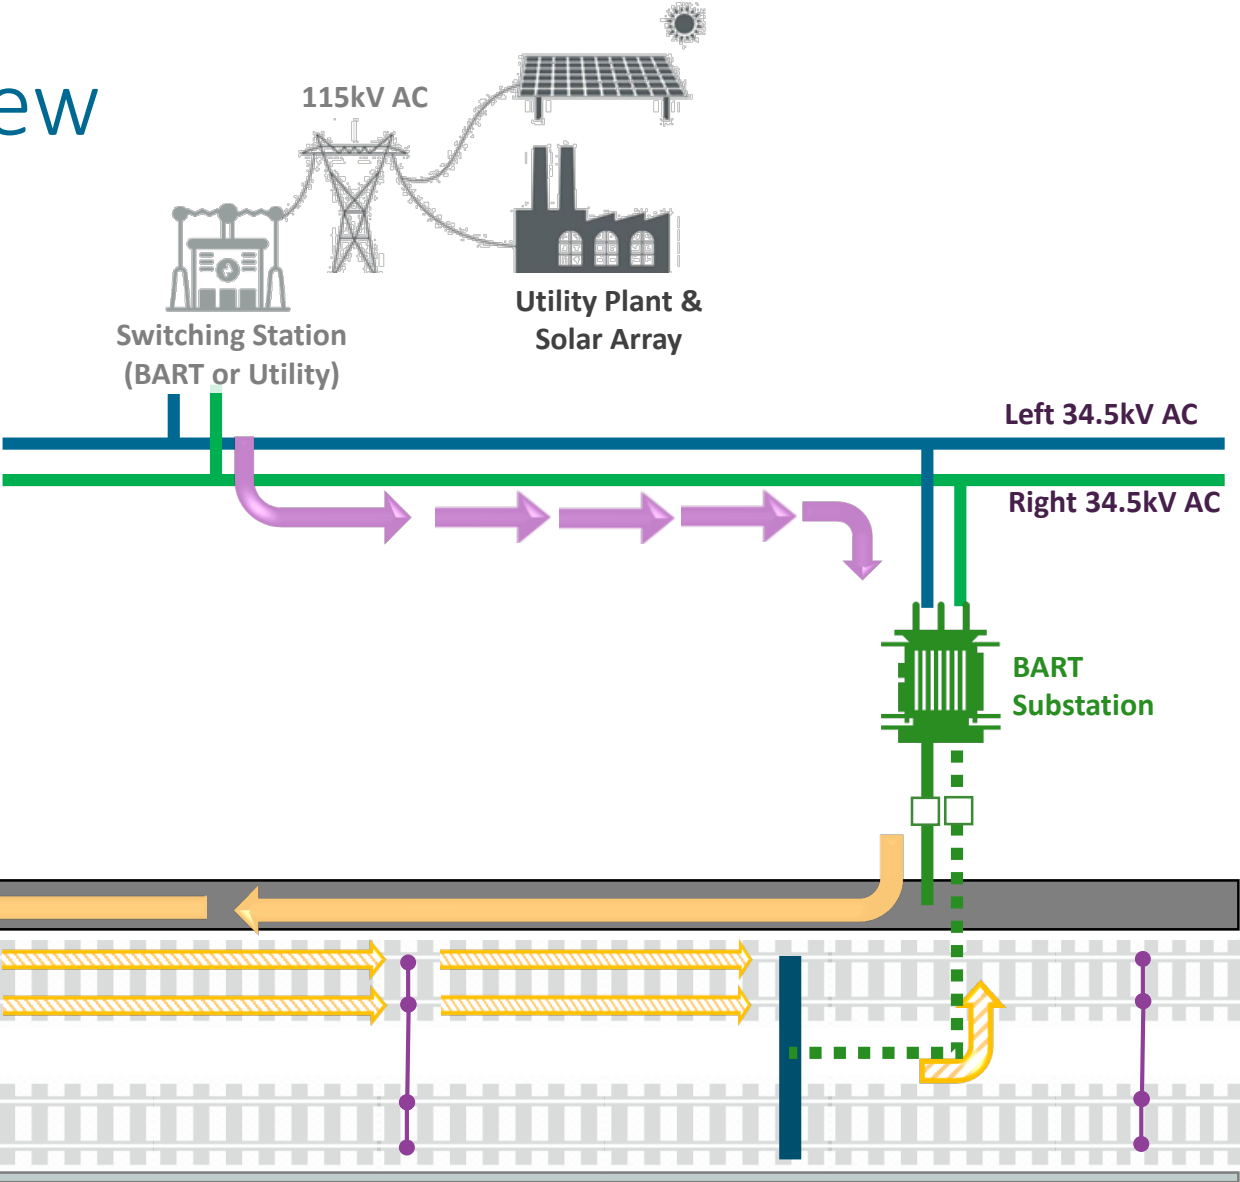 ew
115kV AC
Utility Plant &
Solar Array
Switching Station
(BART or Utility)
Left 34.5kV AC
Right 34.5kV AC
BART
Substation